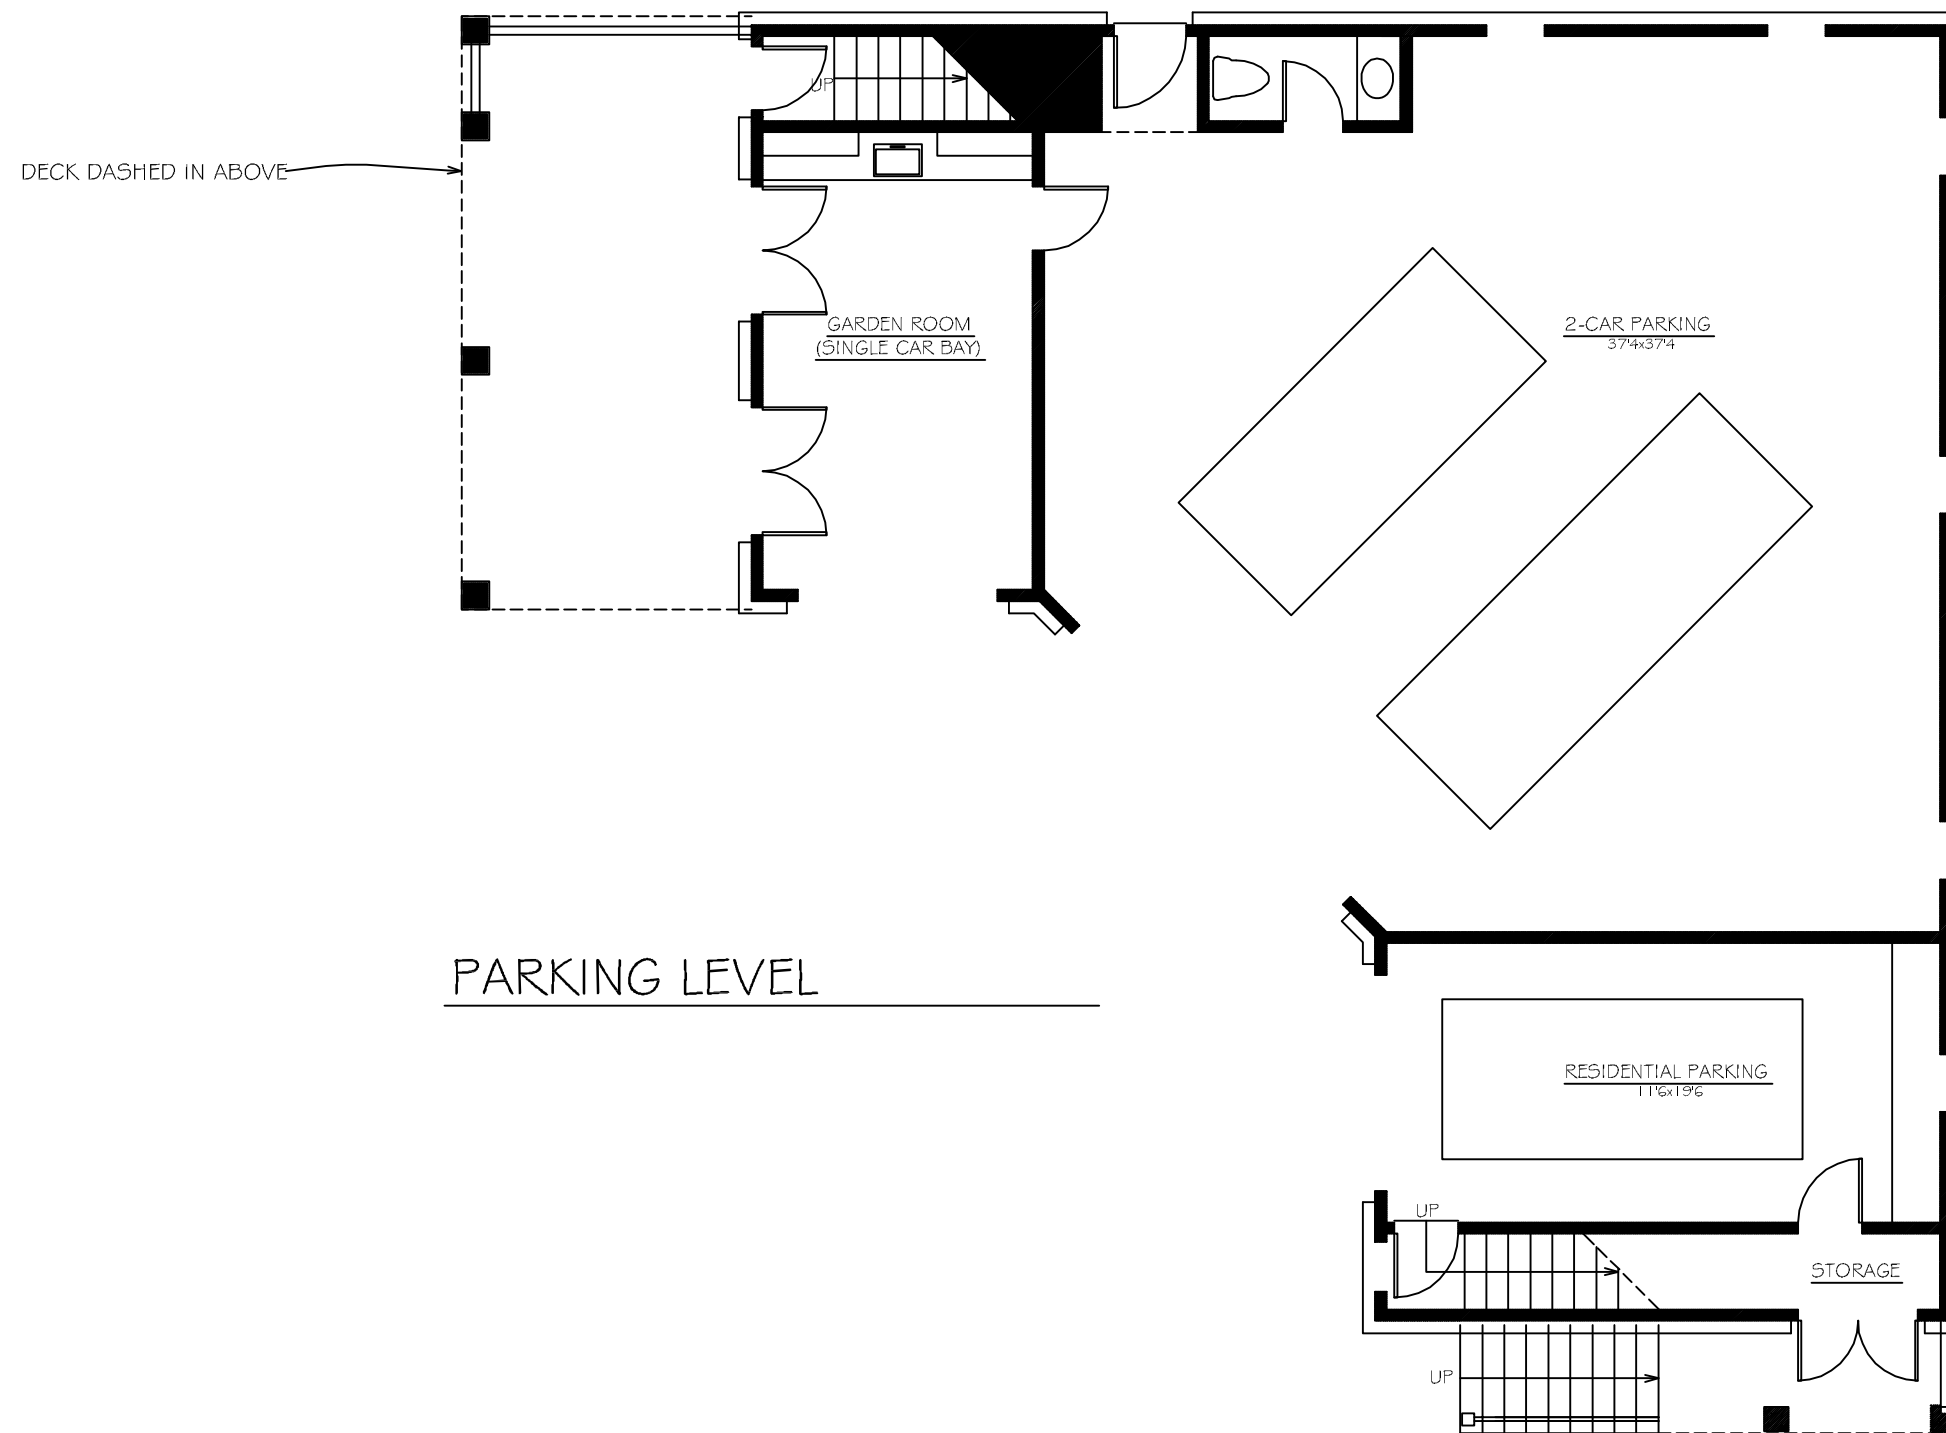 UP
DECK DASHED IN ABOVE
GARDEN ROOM
(SINGLE CAR BAY)
2-CAR PARKING
37'4x37'4
PARKING LEVEL
RESIDENTIAL PARKING
11'6x19'6
UP
STORAGE
UP